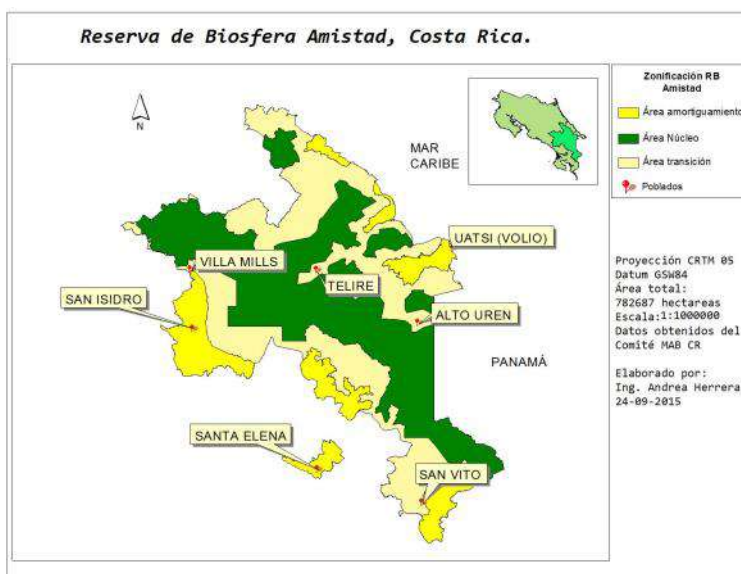 Reserva de Biosfera Amistad, Costa Rica.
N
MAR
CARIBE
UATSI (VOLIO)
VILLA MILLS
TELIRE
SAN ISIDRO
ALTO UREN
PANAMÁ
SANTA ELENA
SAN VITO
Zonificación RB
Amistad
Área amortiguamiento
Área Núcleo
Área transición
Poblados
Proyección CRTM 05
Datum GSW84
Área total:
782687 hectareas
Escala:1:1000000
Datos obtenidos del
Comité MAB CR
Elaborado por:
Ing. Andrea Herrera
24-09-2015